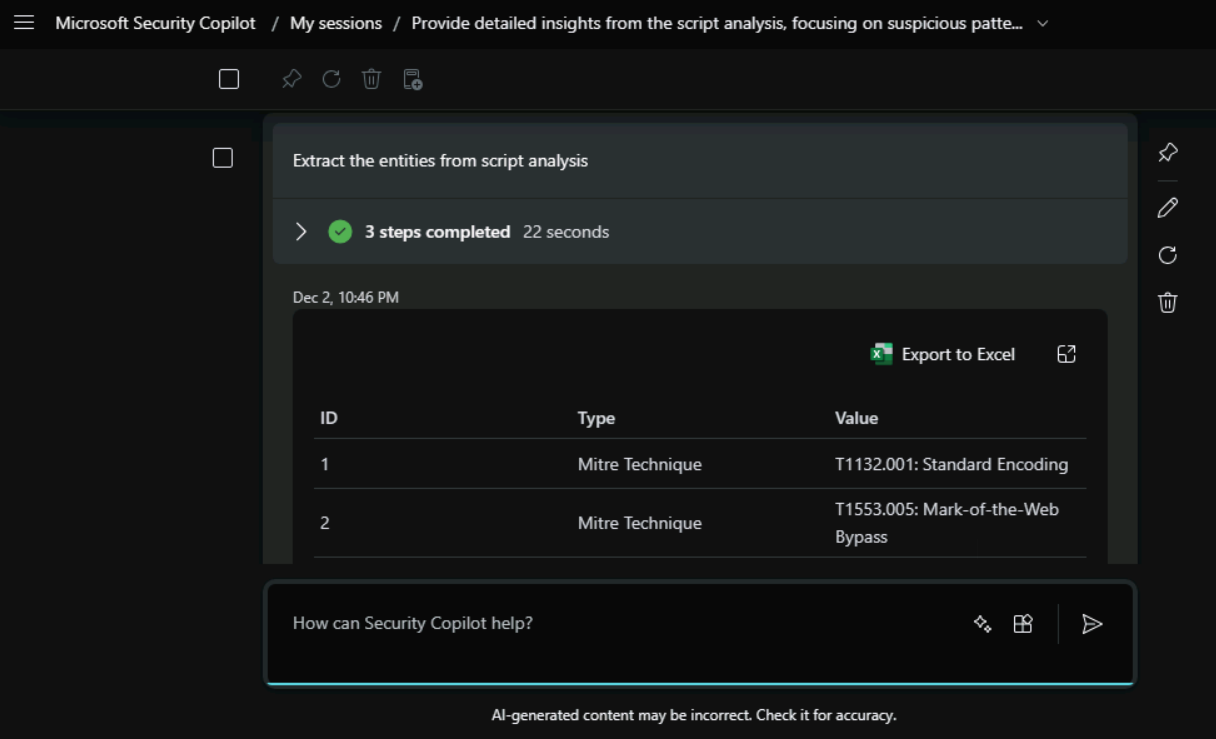 Microsoft Security Copilot / My sessions / Provide detailed insights from the script analysis, focusing on suspicious patte...
Extract the entities from script analysis
3 steps completed 22 seconds
Dec 2, 10:46 PM
Export to Excel
ID Type Value
1 Mitre Technique T1132.001: Standard Encoding
2 Mitre Technique T1553.005: Mark-of-the-Web
Bypass
How can Security Copilot help?
AI-generated content may be incorrect. Check it for accuracy.